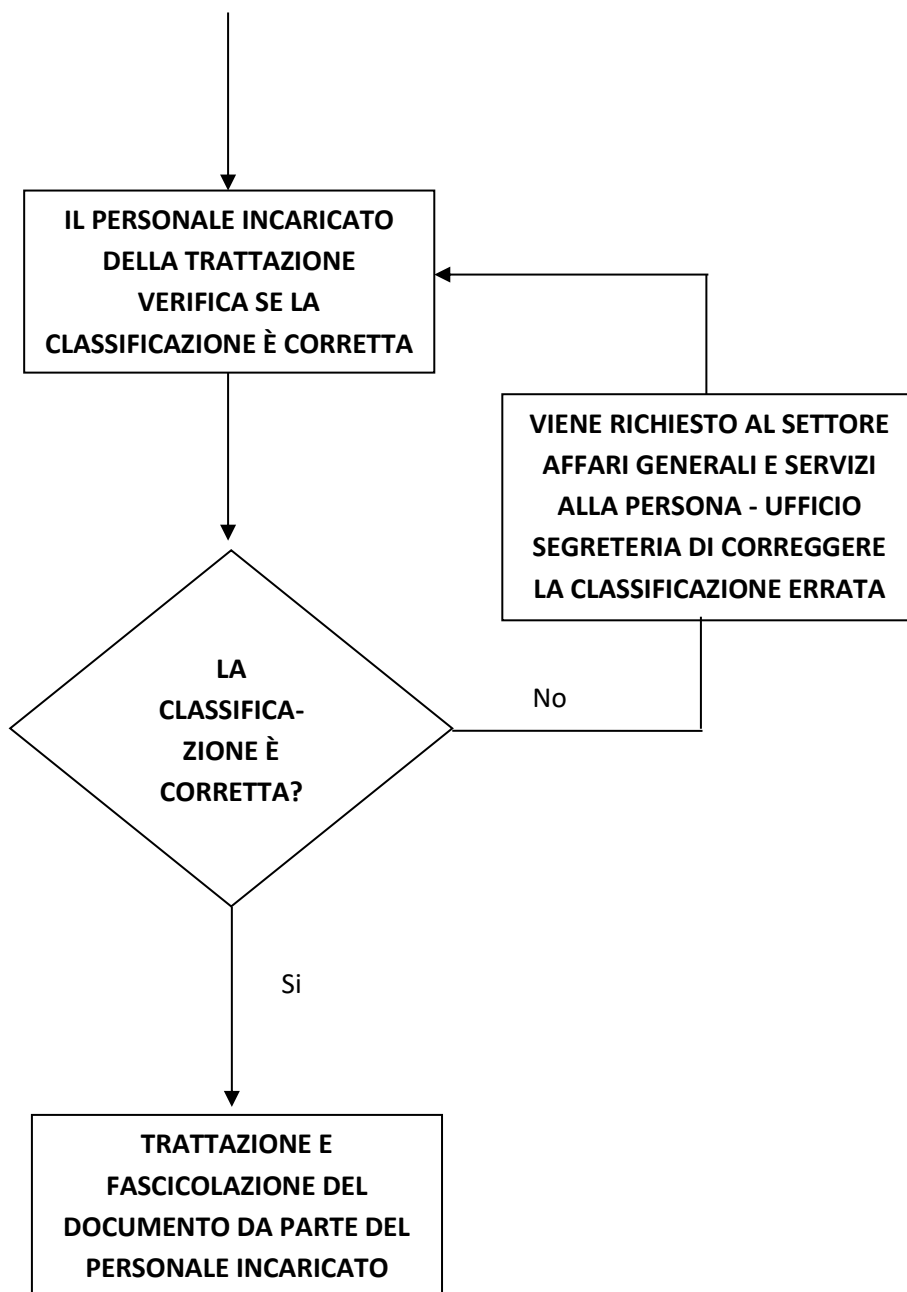 IL PERSONALE INCARICATO
DELLA TRATTAZIONE
VERIFICA SE LA
CLASSIFICAZIONE È CORRETTA
VIENE RICHIESTO AL SETTORE
AFFARI GENERALI E SERVIZI
ALLA PERSONA - UFFICIO
SEGRETERIA DI CORREGGERE
LA CLASSIFICAZIONE ERRATA
LA
CLASSIFICA-
ZIONE È
CORRETTA?
No
Si
TRATTAZIONE E
FASCICOLAZIONE DEL
DOCUMENTO DA PARTE DEL
PERSONALE INCARICATO